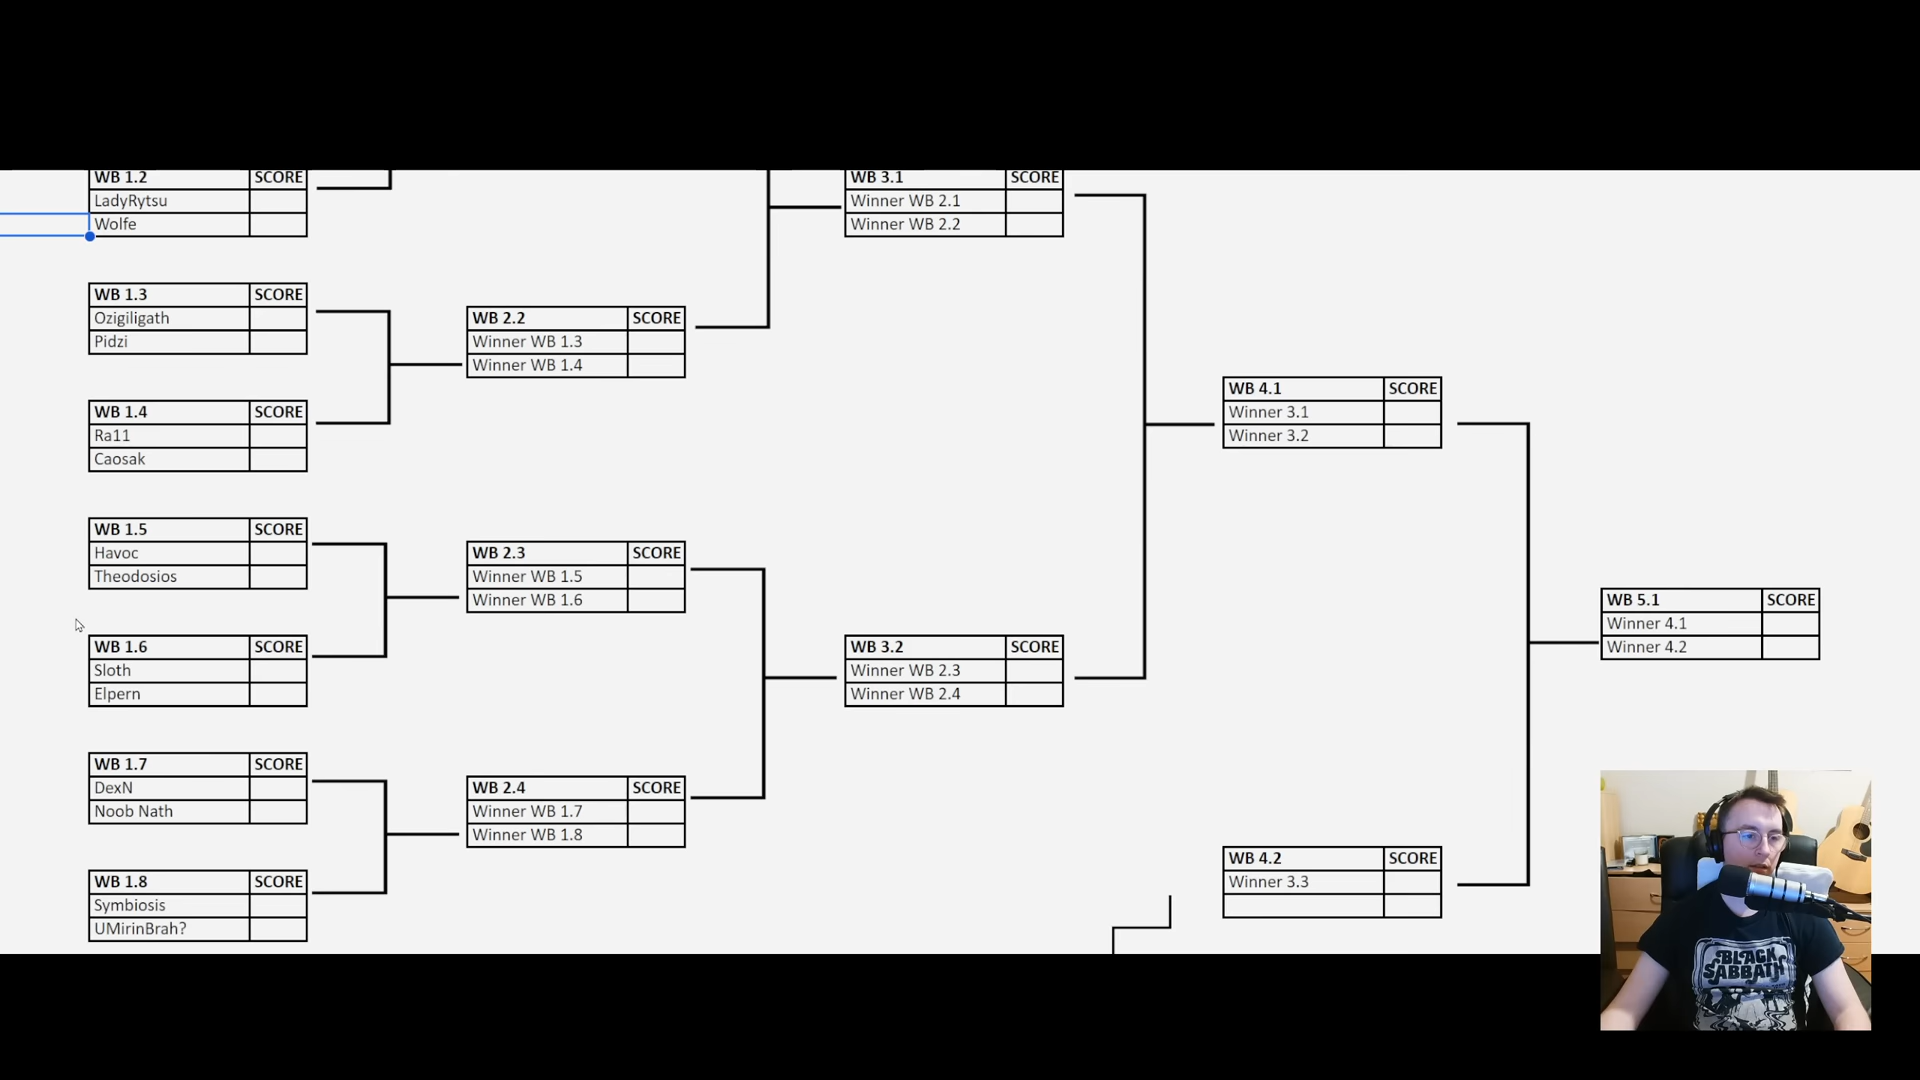 WB 1.2 SCORE
LadyRytsu
Wolfe
WB 1.3 SCORE
Ozigiligath
Pidzi
WB 1.4 SCORE
Ra11
Caosak
WB 1.5 SCORE
Havoc
Theodosios
WB 1.6 SCORE
Sloth
Elpern
WB 1.7 SCORE
DexN
Noob Nath
WB 1.8 SCORE
Symbiosis
UMirinBrah?
WB 2.2 SCORE
Winner WB 1.3
Winner WB 1.4
WB 2.3 SCORE
Winner WB 1.5
Winner WB 1.6
WB 2.4 SCORE
Winner WB 1.7
Winner WB 1.8
WB 3.1 SCORE
Winner WB 2.1
Winner WB 2.2
WB 3.2 SCORE
Winner WB 2.3
Winner WB 2.4
WB 4.1 SCORE
Winner 3.1
Winner 3.2
WB 4.2 SCORE
Winner 3.3
WB 5.1 SCORE
Winner 4.1
Winner 4.2
BLACK
SABBATH